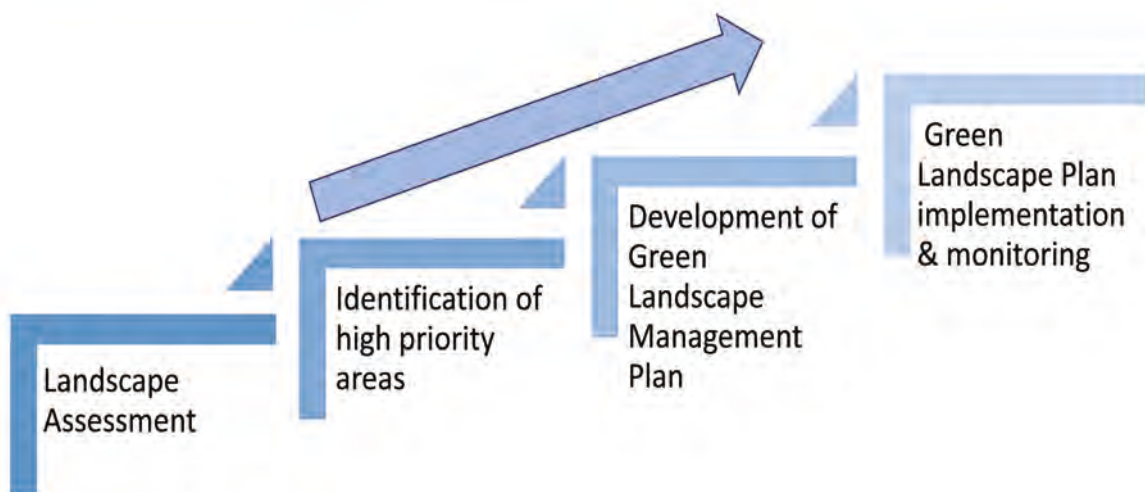 Landscape
Assessment
Identification of
high priority
areas
Development of
Green
Landscape
Management
Plan
Green
Landscape Plan
implementation
& monitoring